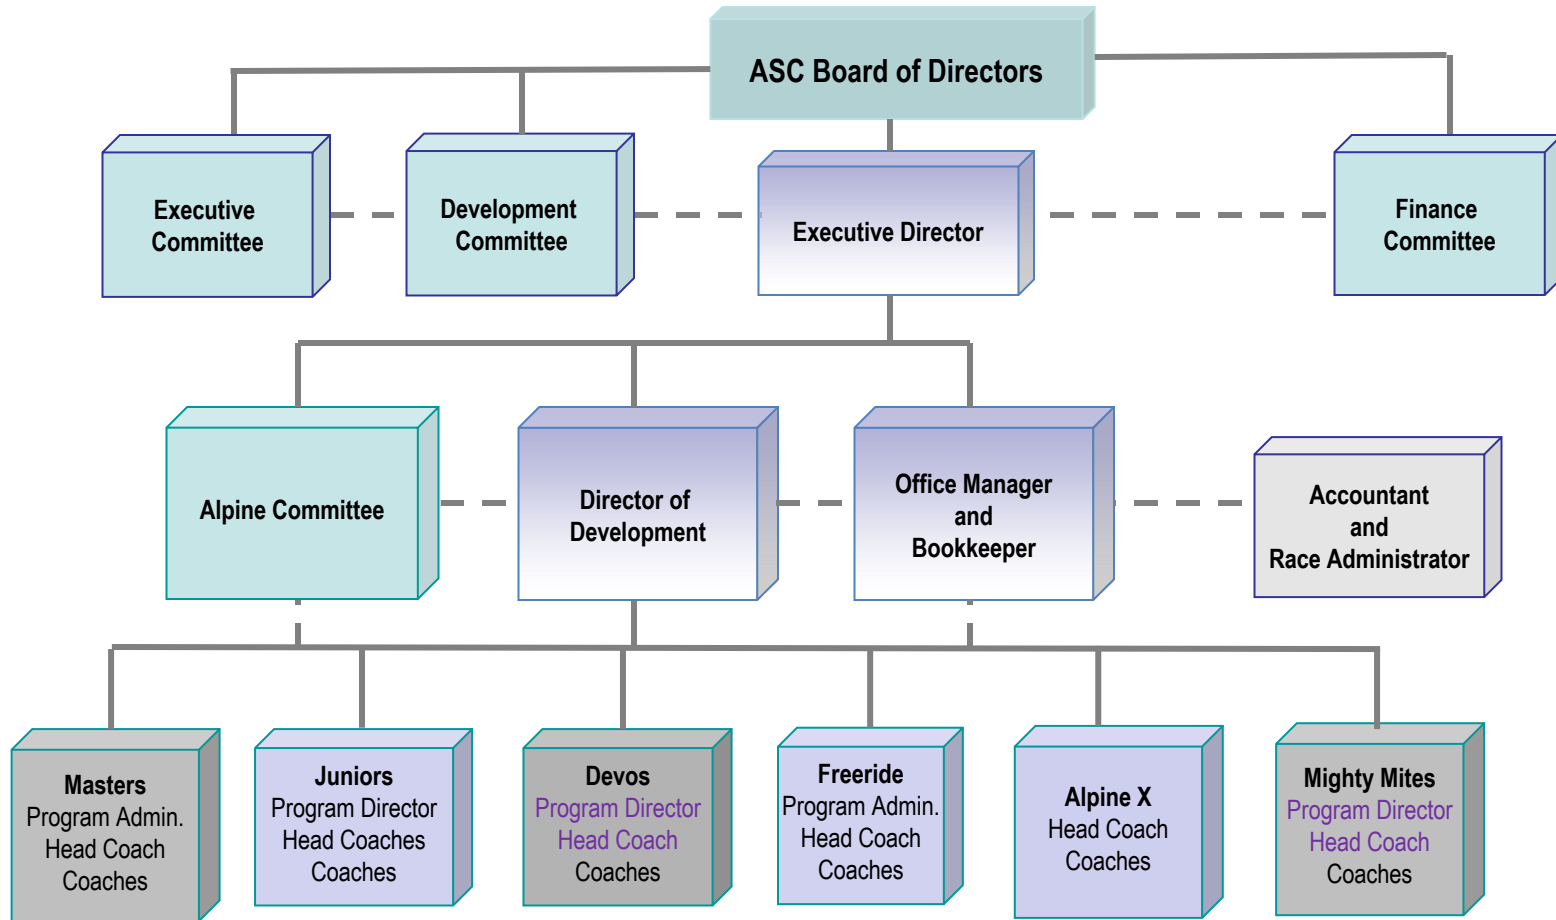 ASC Board of Directors
Executive
Committee
Development
Committee
Executive Director
Finance
Committee
Alpine Committee
Director of
Development
Office Manager
and
Bookkeeper
Accountant
and
Race Administrator
Masters
Program Admin.
Head Coach
Coaches
Juniors
Program Director
Head Coaches
Coaches
Devos
Program Director
Head Coach
Coaches
Freeride
Program Admin.
Head Coach
Coaches
Alpine X
Head Coach
Coaches
Mighty Mites
Program Director
Head Coach
Coaches